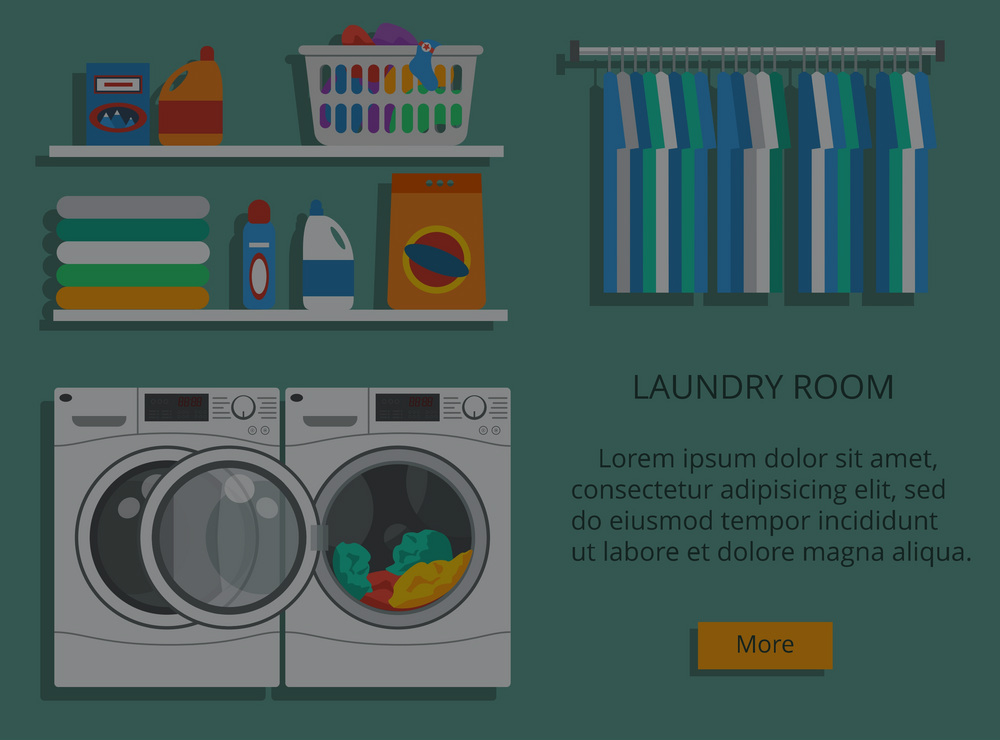 LAUNDRY ROOM
Lorem ipsum dolor sit amet,
consectetur adipisicing elit, sed
do eiusmod tempor incididunt
ut labore et dolore magna aliqua.
More